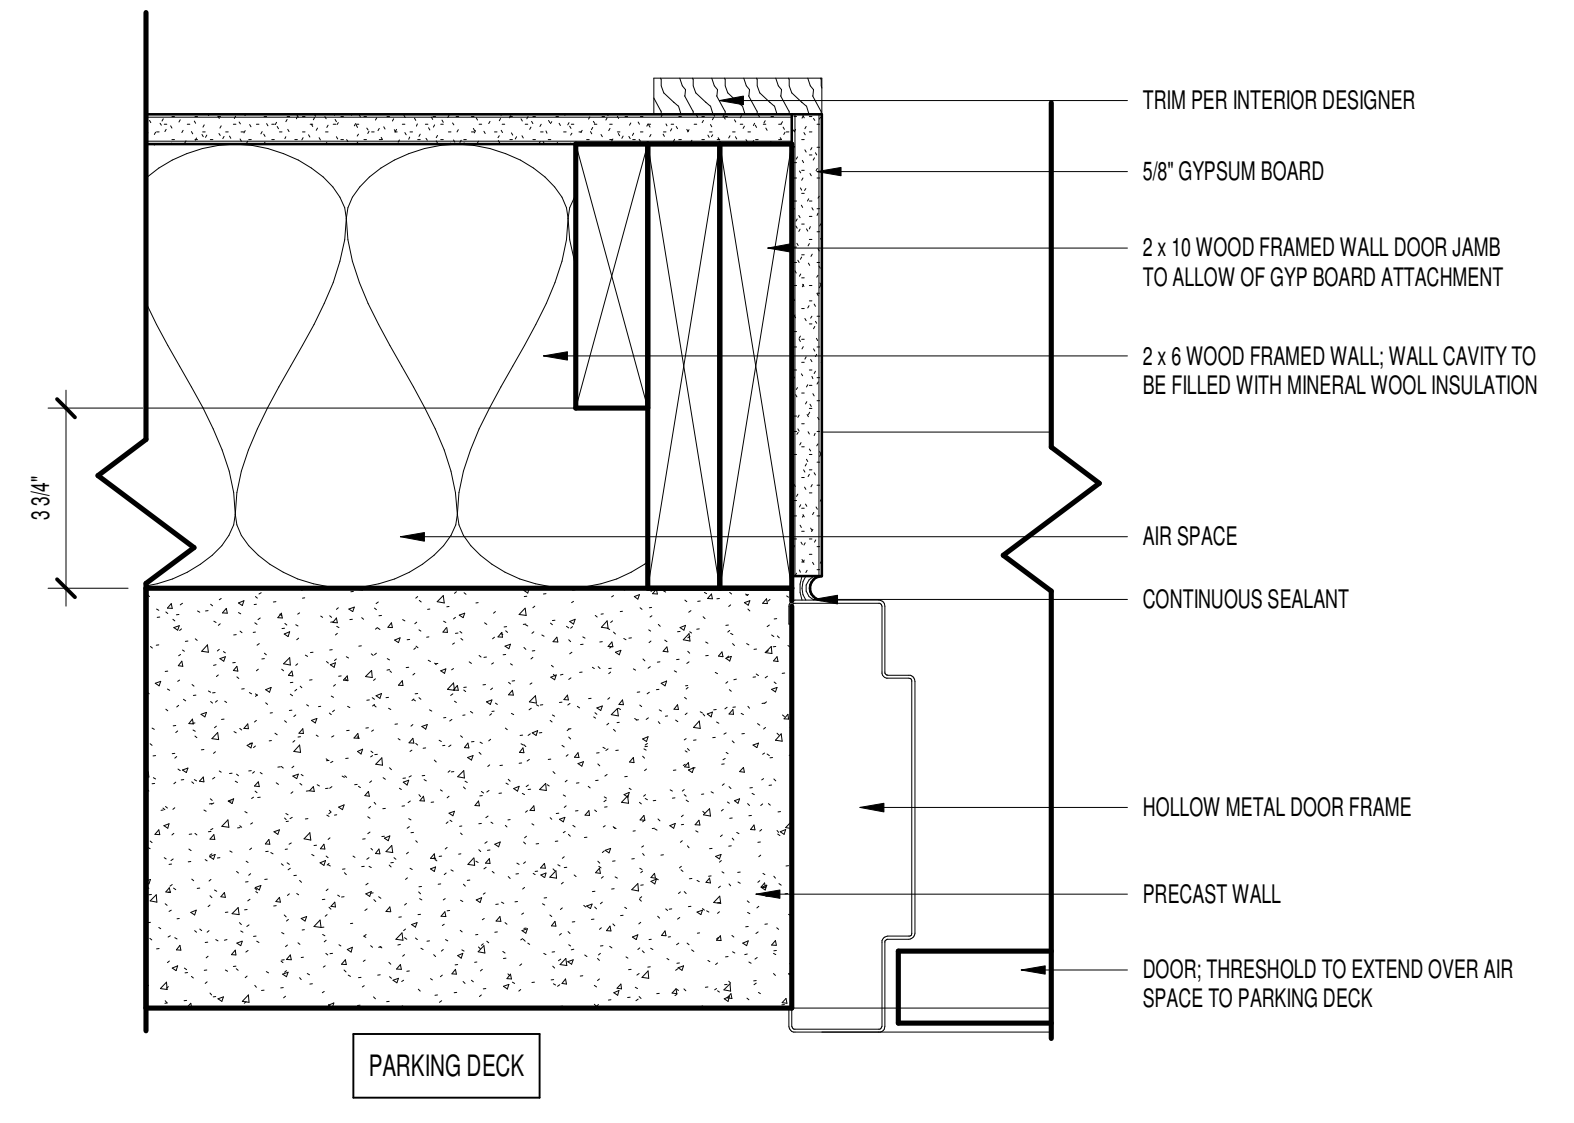 TRIM PER INTERIOR DESIGNER
5/8" GYPSUM BOARD
2 x 10 WOOD FRAMED WALL DOOR JAMB
TO ALLOW OF GYP BOARD ATTACHMENT
2 x 6 WOOD FRAMED WALL; WALL CAVITY TO
BE FILLED WITH MINERAL WOOL INSULATION
3 3/4"
AIR SPACE
CONTINUOUS SEALANT
HOLLOW METAL DOOR FRAME
PRECAST WALL
DOOR; THRESHOLD TO EXTEND OVER AIR
SPACE TO PARKING DECK
PARKING DECK